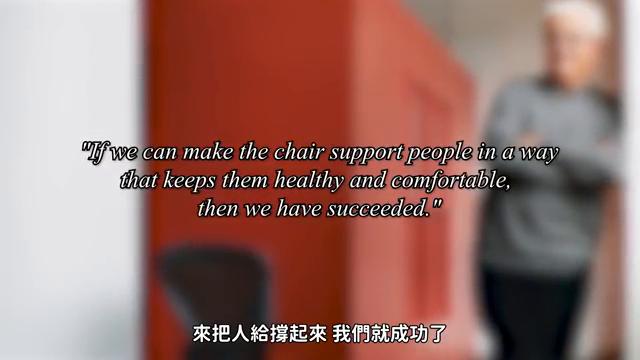 "If we can make the chair support people in a way
that keeps them healthy and comfortable,
then we have succeeded."
來把人給撐起來 我們就成功了